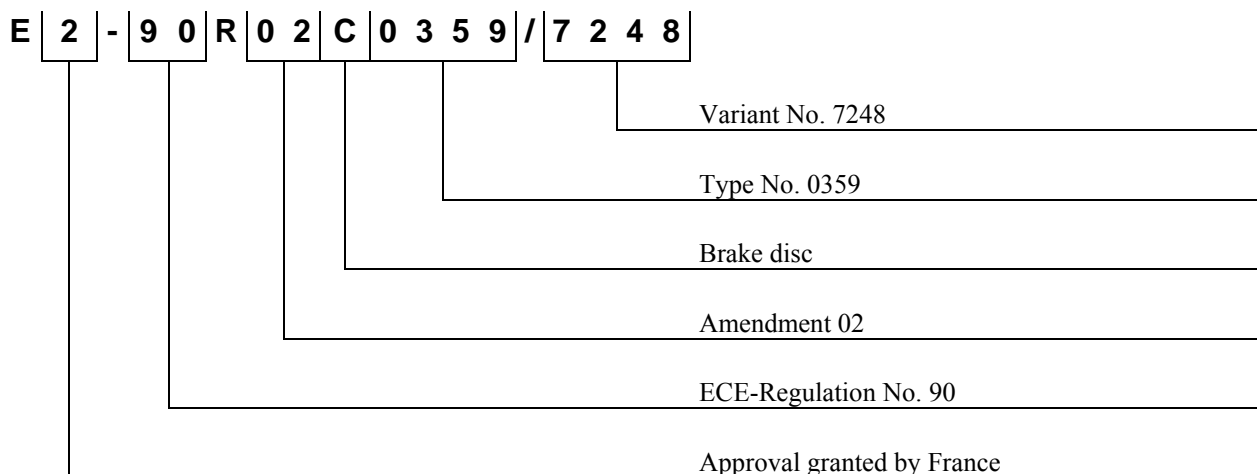 E 2 - 9 0 R 0 2 C 0 3 5 9 / 7 2 4 8
Variant No. 7248
Type No. 0359
Brake disc
Amendment 02
ECE-Regulation No. 90
Approval granted by France